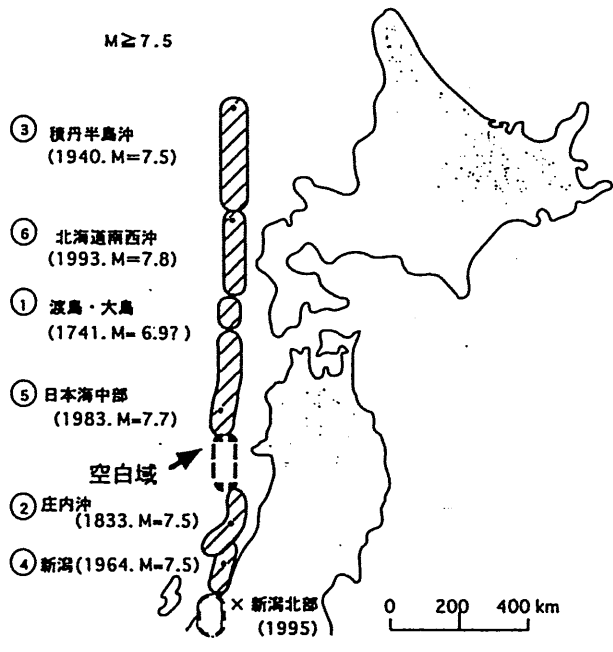 M≧7.5
③ 積丹半島沖
(1940. M=7.5)
⑥ 北海道南西沖
(1993. M=7.8)
① 渡島・大島
(1741. M= 6.9?)
⑤ 日本海中部
(1983. M=7.7)
空白域
② 庄内沖
(1833. M=7.5)
④ 新潟(1964. M=7.5)
× 新潟北部
(1995)
0 200 400 km